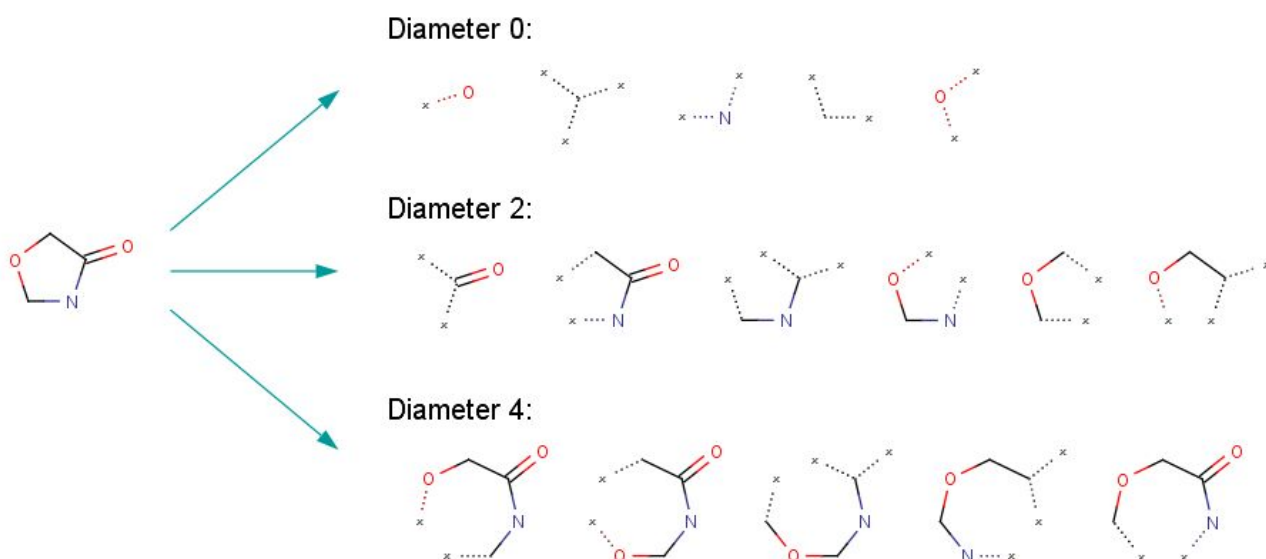 Diameter 0:
x O x x x x N x x x O x x
Diameter 2:
O O N
x O x x O x N x x x N O x x N O x x O x x x
Diameter 4:
O O x N x x O x N O x x x N O O x x N x O O N x x